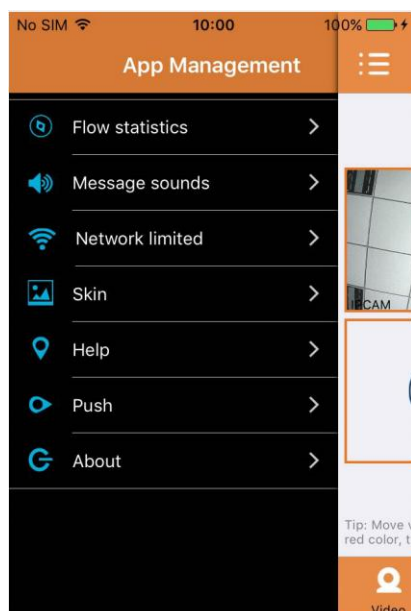 No SIM 10:00 100%
App Management
Flow statistics
Message sounds
Network limited
Skin
Help
Push
About
Tip: Move
red color, t
Video